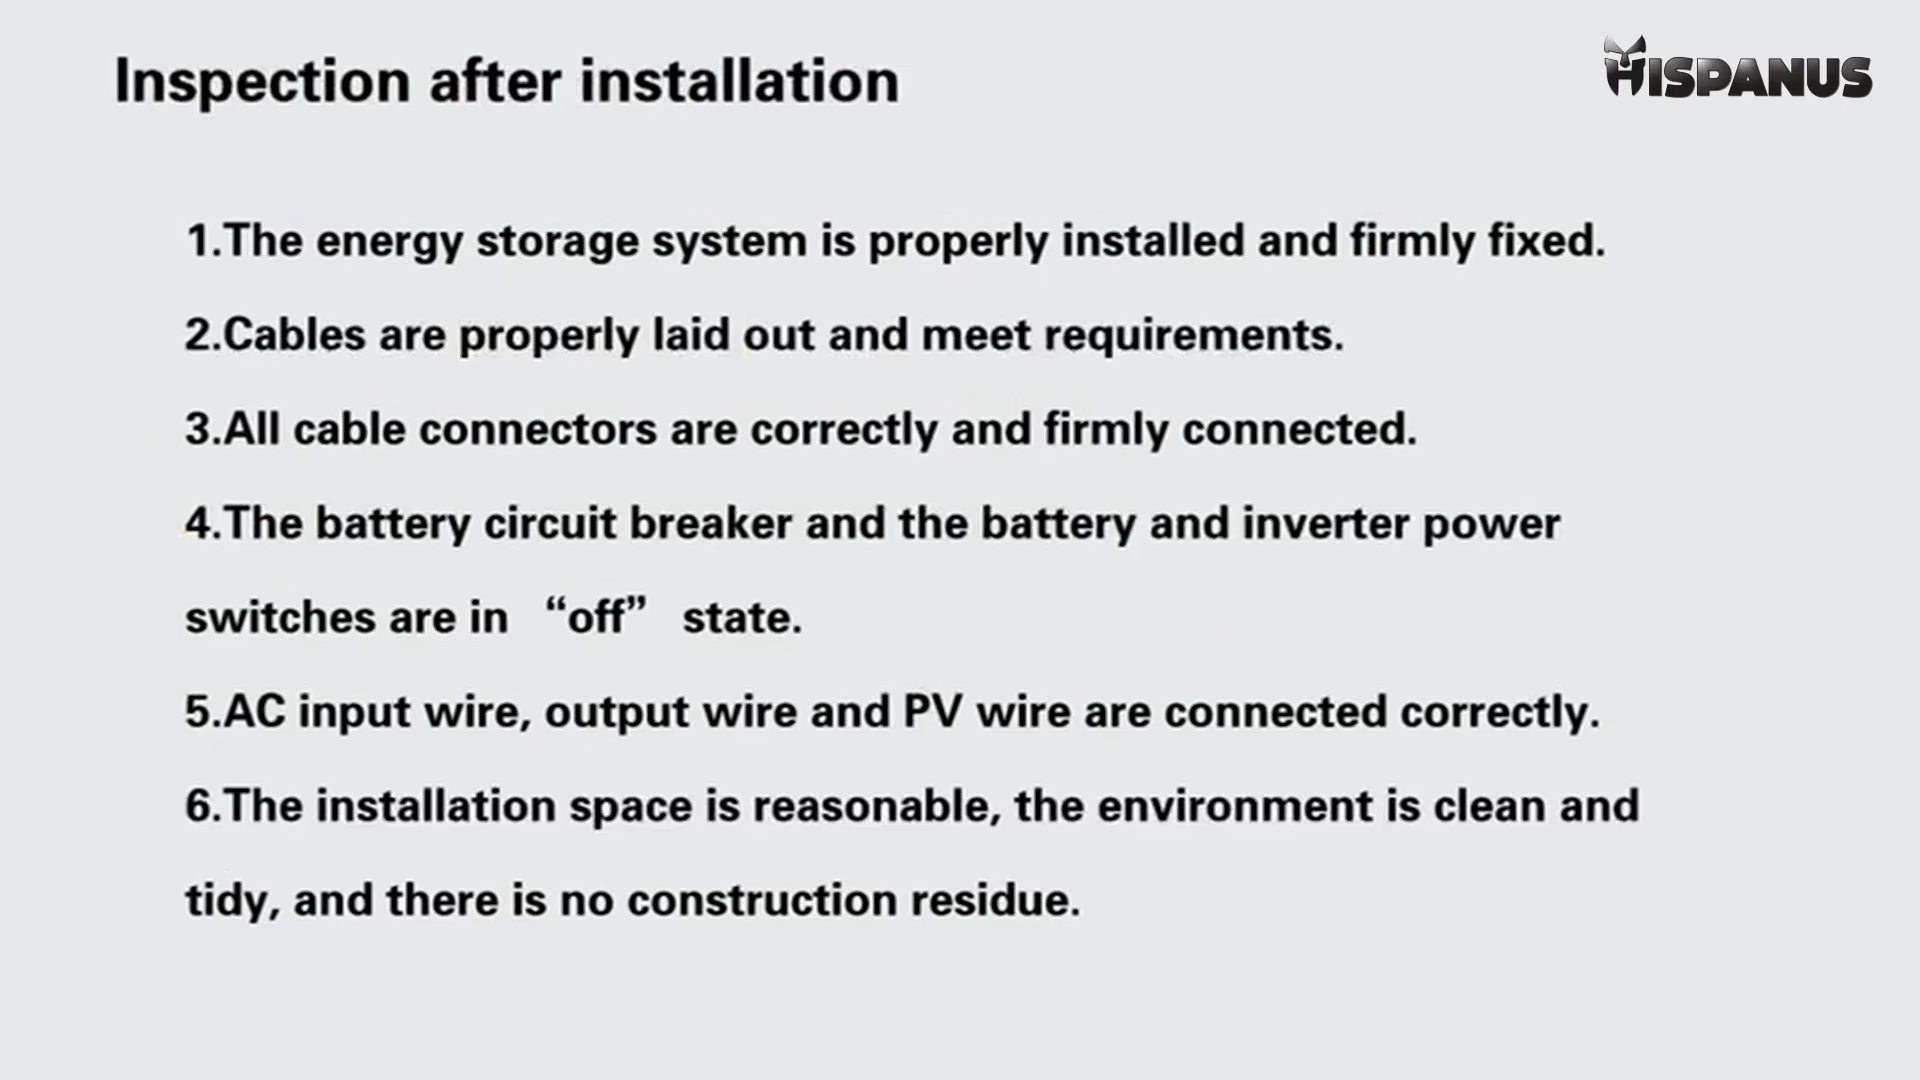 Inspection after installation
HISPANUS
1.The energy storage system is properly installed and firmly fixed.
2.Cables are properly laid out and meet requirements.
3.All cable connectors are correctly and firmly connected.
4.The battery circuit breaker and the battery and inverter power
switches are in “off” state.
5.AC input wire, output wire and PV wire are connected correctly.
6.The installation space is reasonable, the environment is clean and
tidy, and there is no construction residue.